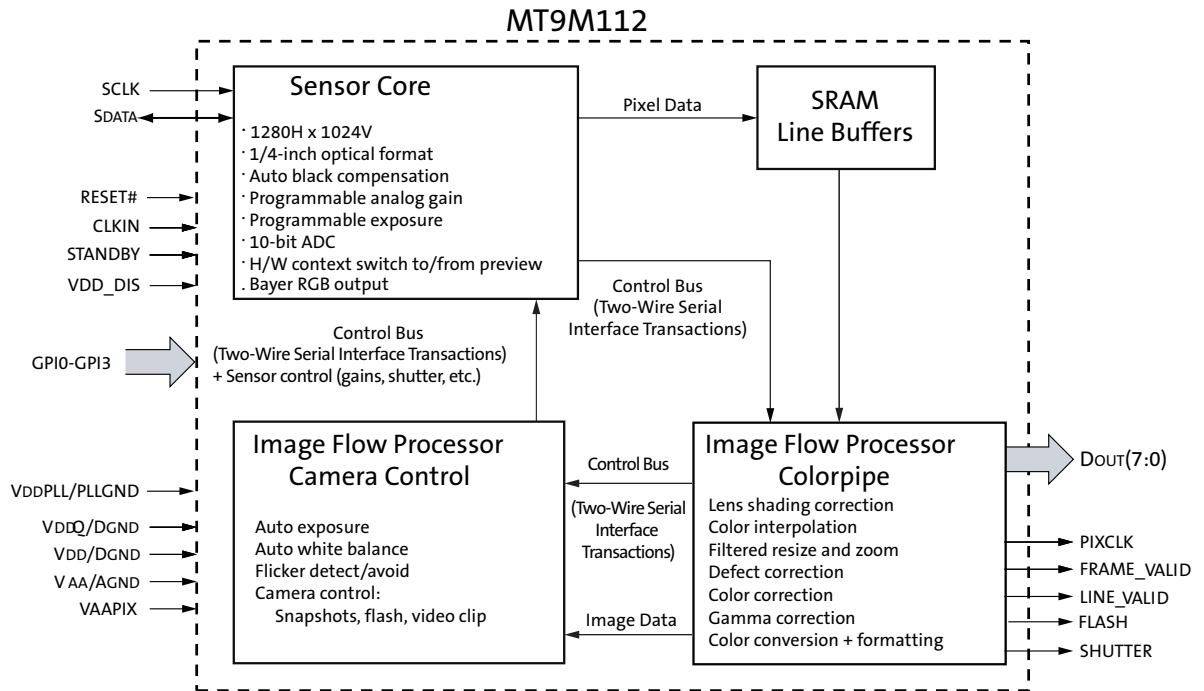 MT9M112
SCLK
SDATA
RESET#
CLKIN
STANDBY
VDD_DIS
GPI0-GPI3
VDDPLL/PLLGND
VDDQ/DGND
VDD/DGND
VAA/AGND
VAAPIX
Sensor Core
· 1280H x 1024V
· 1/4-inch optical format
· Auto black compensation
· Programmable analog gain
· Programmable exposure
· 10-bit ADC
· H/W context switch to/from preview
. Bayer RGB output
Pixel Data
SRAM
Line Buffers
Control Bus
(Two-Wire Serial
Interface Transactions)
Control Bus
(Two-Wire Serial Interface Transactions)
+ Sensor control (gains, shutter, etc.)
Image Flow Processor
Camera Control
Auto exposure
Auto white balance
Flicker detect/avoid
Camera control:
Snapshots, flash, video clip
Control Bus
(Two-Wire Serial
Interface
Transactions)
Image Data
Image Flow Processor
Colorpipe
Lens shading correction
Color interpolation
Filtered resize and zoom
Defect correction
Color correction
Gamma correction
Color conversion + formatting
DOUT(7:0)
PIXCLK
FRAME_VALID
LINE_VALID
FLASH
SHUTTER